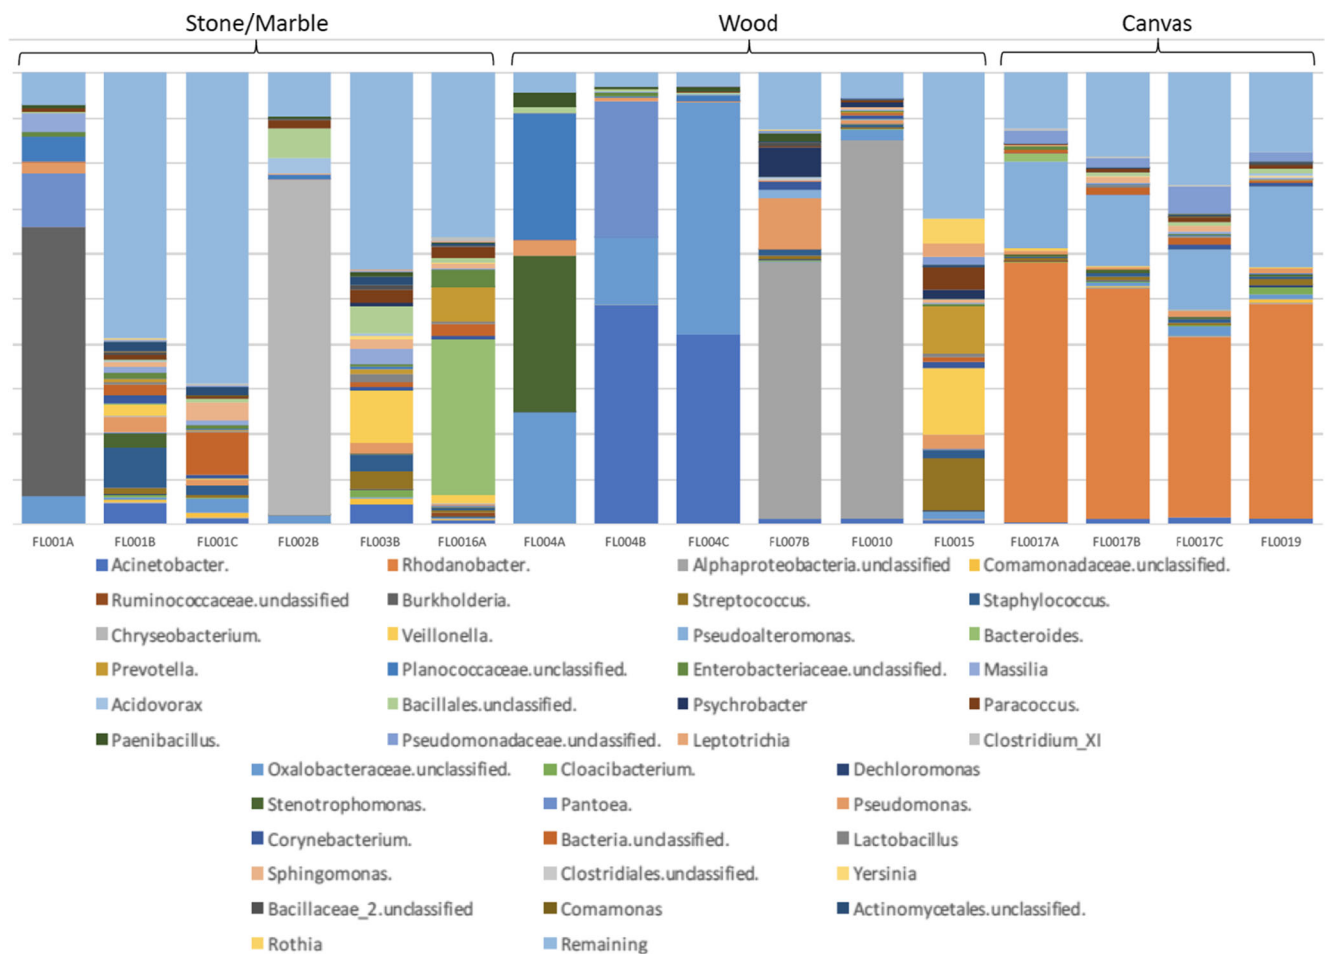 Stone/Marble Wood Canvas
FL001A FL001B FL001C FL002B FL003B FL0016A FL004A FL004B FL004C FL007B FL0010 FL0015 FL0017A FL0017B FL0017C FL0019
Acinetobacter. Rhodanobacter. Alphaproteobacteria.unclassified Comamonadaceae.unclassified.
Ruminococcaceae.unclassified Burkholderia. Streptococcus. Staphylococcus.
Chryseobacterium. Veillonella. Pseudoalteromonas. Bacteroides.
Prevotella. Planococcaceae.unclassified. Enterobacteriaceae.unclassified. Massilia
Acidovorax Bacillales.unclassified. Psychrobacter Paracoccus.
Paenibacillus. Pseudomonadaceae.unclassified. Leptotrichia Clostridium_XI
Oxalobacteraceae.unclassified. Cloacibacterium. Dechloromonas
Stenotrophomonas. Pantoea. Pseudomonas.
Corynebacterium. Bacteria.unclassified. Lactobacillus
Sphingomonas. Clostridiales.unclassified. Yersinia
Bacillaceae_2.unclassified Comamonas Actinomycetales.unclassified.
Rothia Remaining